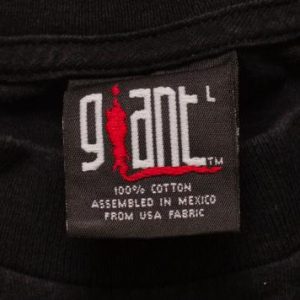 giant L
TM
100% COTTON
ASSEMBLED IN MEXICO
FROM USA FABRIC